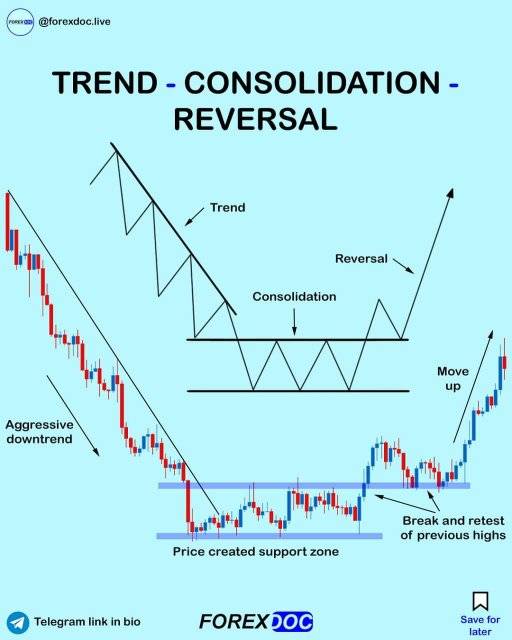 FOREXDOC
@forexdoc.live
TREND - CONSOLIDATION -
REVERSAL
Trend
Reversal
Consolidation
Move
up
Aggressive
downtrend
Break and retest
of previous highs
Price created support zone
Telegram link in bio
FOREXDOC
Save for
later